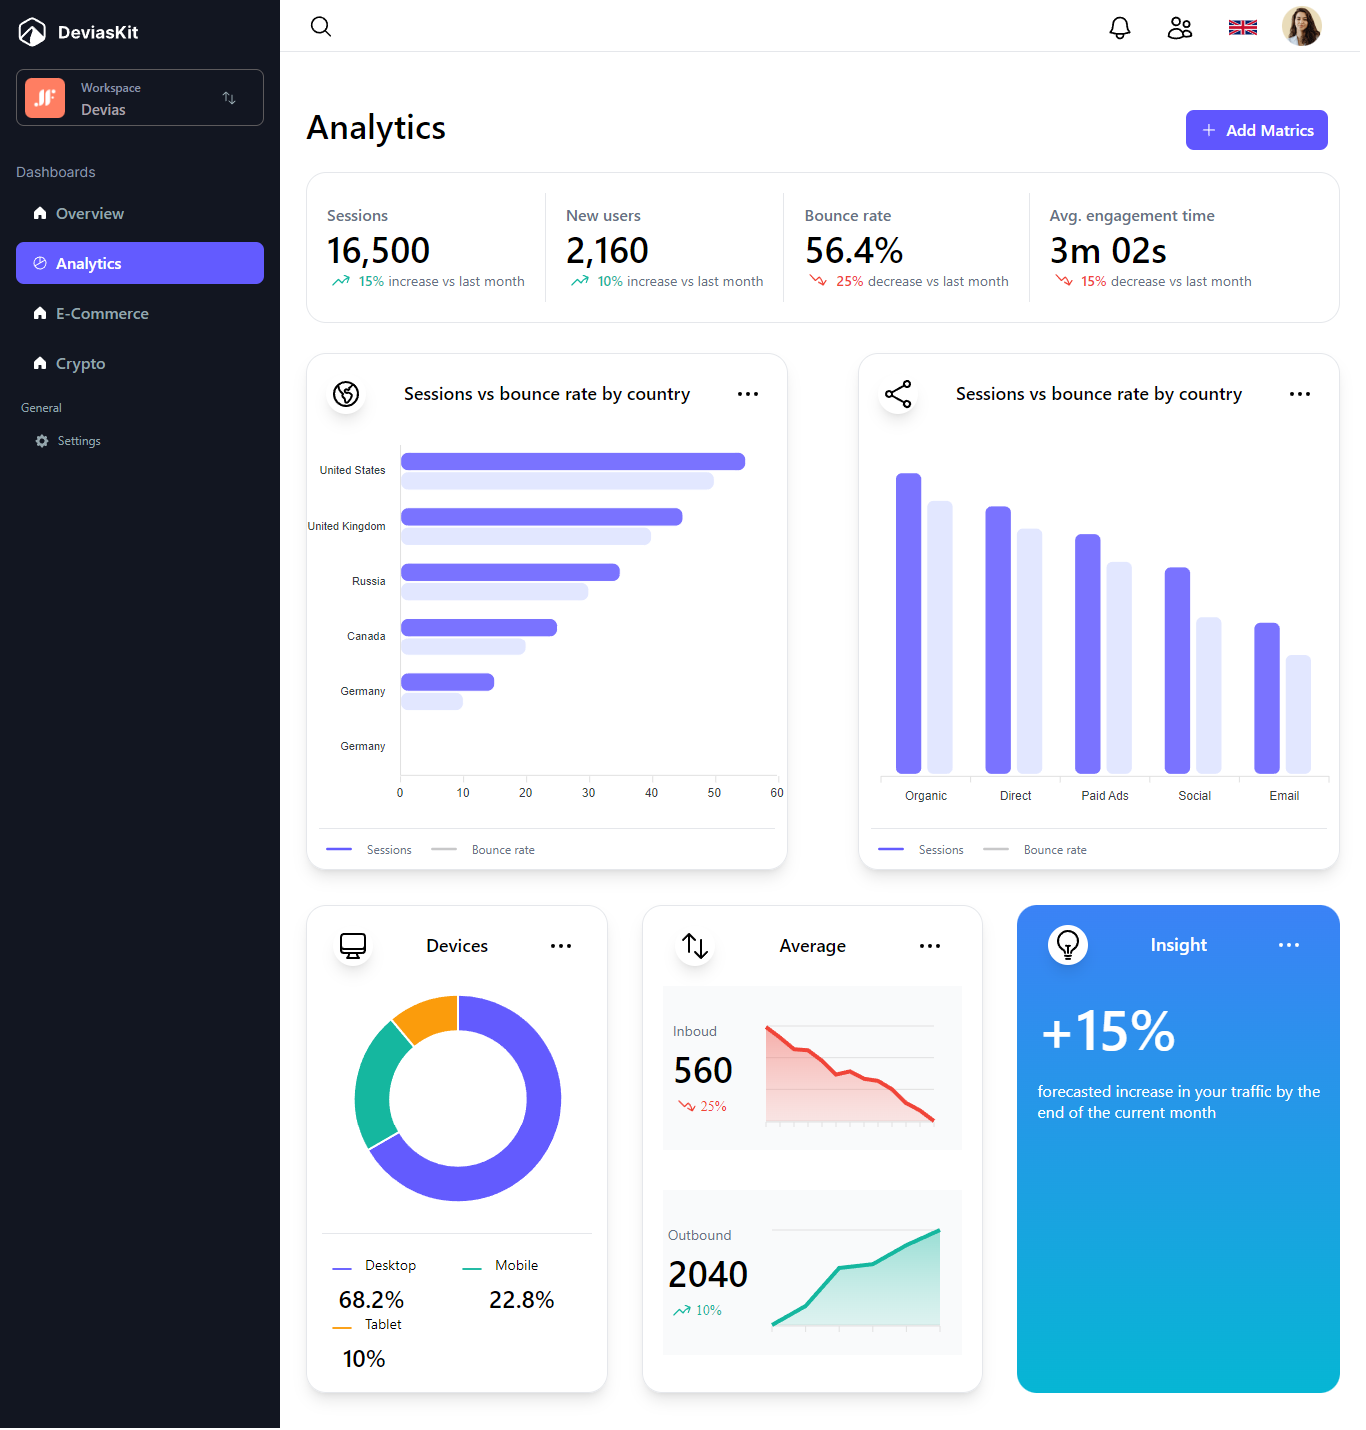 DeviasKit
Workspace
Devias
Dashboards
Overview
Analytics
E-Commerce
Crypto
General
Settings
Analytics
+ Add Matrics
Sessions
16,500
15% increase vs last month
New users
2,160
10% increase vs last month
Bounce rate
56.4%
25% decrease vs last month
Avg. engagement time
3m 02s
15% decrease vs last month
Sessions vs bounce rate by country
United States
United Kingdom
Russia
Canada
Germany
Germany
0 10 20 30 40 50 60
Sessions Bounce rate
Sessions vs bounce rate by country
Organic Direct Paid Ads Social Email
Sessions Bounce rate
Devices
Desktop
68.2%
Mobile
22.8%
Tablet
10%
Average
Inboud
560
25%
Outbound
2040
10%
Insight
+15%
forecasted increase in your traffic by the
end of the current month